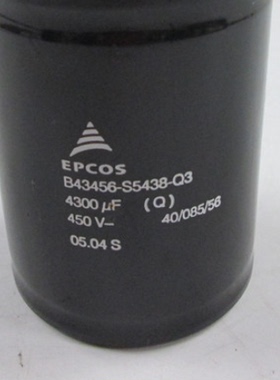 EPCOS
B43456-S5438-Q3
4300 µF (Q)
450 V– 40/085/56
05.04 S